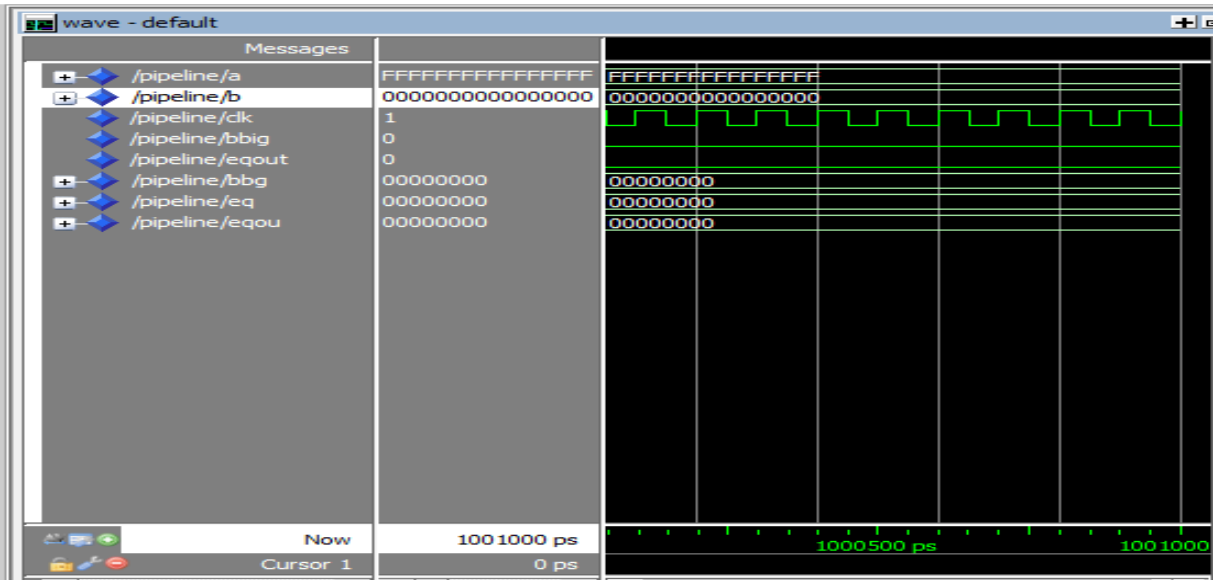 wave - default
Messages
/pipeline/a FFFFFFFFFFFFFFFF FFFFFFFFFFFFFFFF
/pipeline/b 0000000000000000 0000000000000000
/pipeline/clk 1
/pipeline/bbig 0
/pipeline/eqout 0
/pipeline/bbg 00000000 00000000
/pipeline/eq 00000000 00000000
/pipeline/eqou 00000000 00000000
Now 1001000 ps 1000500 ps 1001000
Cursor 1 0 ps